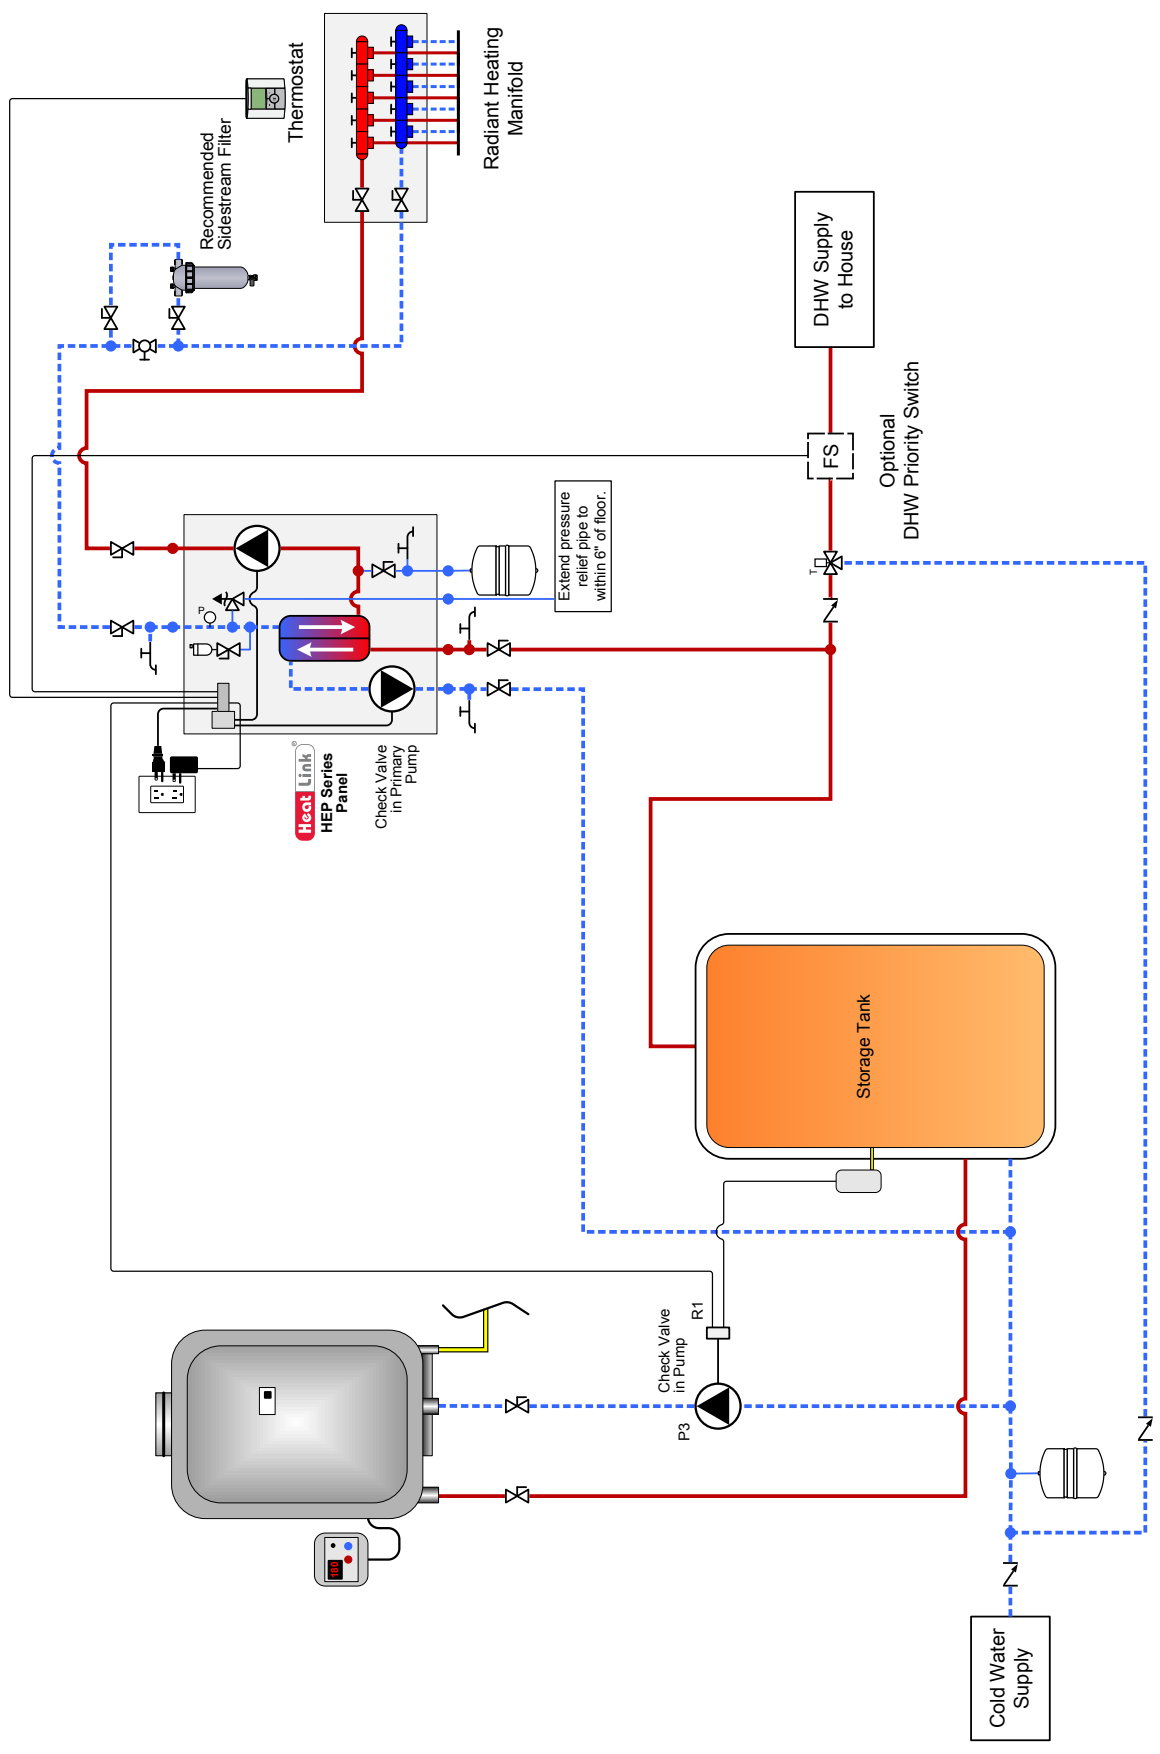 Thermostat
Recommended
Sidestream Filter
Radiant Heating
Manifold
DHW Supply
to House
FS
Optional
DHW Priority Switch
T
Extend pressure
relief pipe to
within 6" of floor.
P
Heat Link®
HEP Series
Panel
Check Valve
in Primary
Pump
Storage Tank
R1
Check Valve
in Pump
P3
180
Cold Water
Supply